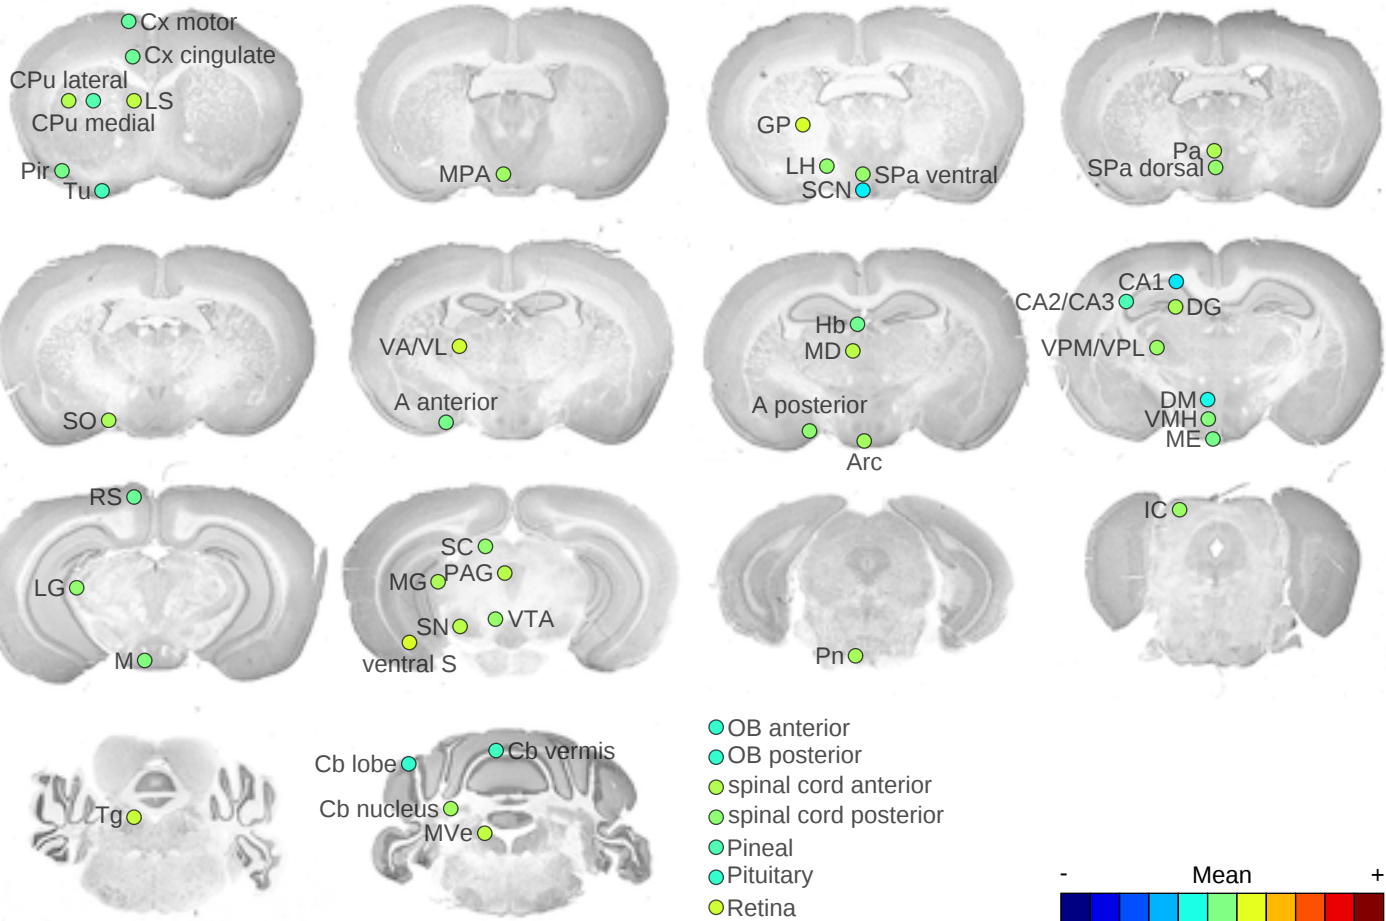 Cx motor
Cx cingulate
CPu lateral
LS
CPu medial
Pir
Tu
MPA
GP
LH
SPa ventral
SCN
Pa
SPa dorsal
SO
VA/VL
A anterior
Hb
MD
A posterior
Arc
CA1
CA2/CA3
DG
VPM/VPL
DM
VMH
ME
RS
LG
M
SC
MG
PAG
SN
VTA
ventral S
Pn
IC
Tg
Cb lobe
Cb vermis
Cb nucleus
MVe
OB anterior
OB posterior
spinal cord anterior
spinal cord posterior
Pineal
Pituitary
Retina
- Mean +